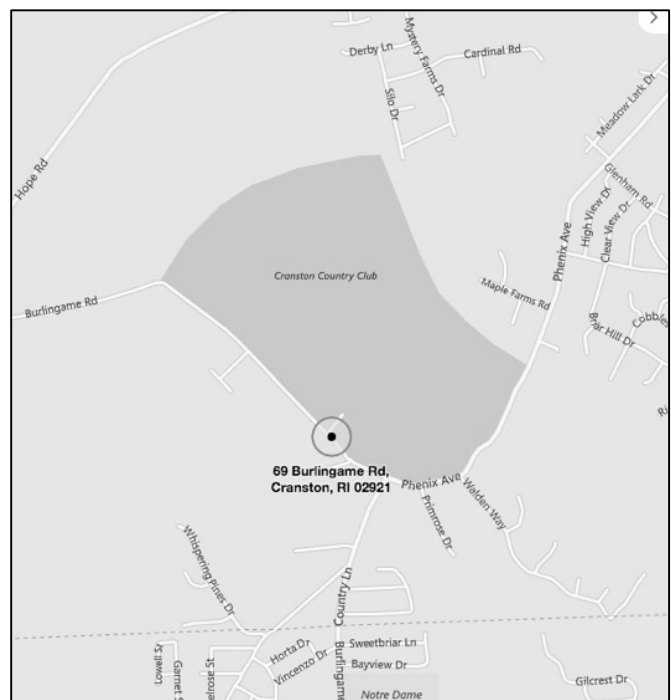 Derby Ln
Mystery Farms Dr
Cardinal Rd
Silo Dr
Meadow Lark Dr
Hope Rd
Glenham Rd
High View Dr
Clear View Dr
Phenix Ave
Cranston Country Club
Maple Farms Rd
Burlingame Rd
Briar Hill Dr
Cobbles
Ri
69 Burlingame Rd,
Cranston, RI 02921
Phenix Ave
Primrose Dr
Walden Way
Whispering Pines Dr
Country Ln
Burlingame
Horta Dr
Vincenzo Dr
Sweetbriar Ln
Bayview Dr
Lowell St
Garnet S
elrose St
Notre Dame
Gilcrest Dr